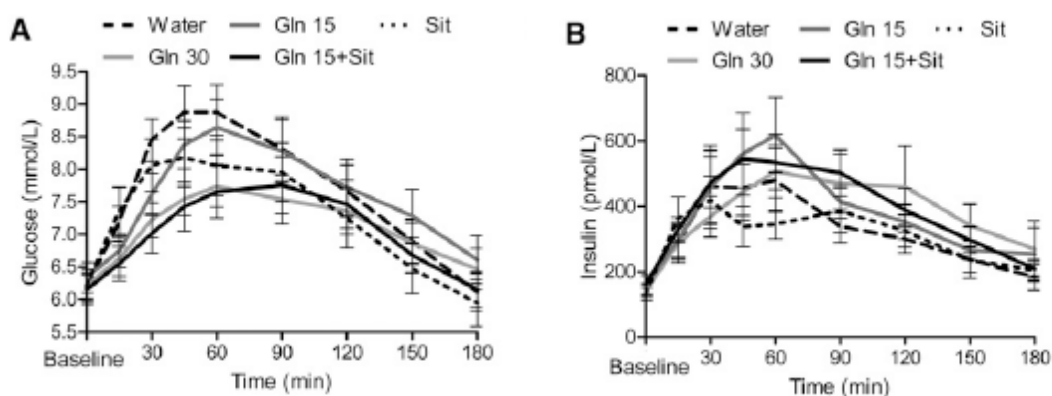 A
Water
Gln 15
Sit
Gln 30
Gln 15+Sit
Glucose (mmol/L)
9.5
9.0
8.5
8.0
7.5
7.0
6.5
6.0
5.5
Baseline
30
60
90
120
150
180
Time (min)
B
Water
Gln 15
Sit
Gln 30
Gln 15+Sit
Insulin (pmol/L)
800
600
400
200
0
Baseline
30
60
90
120
150
180
Time (min)